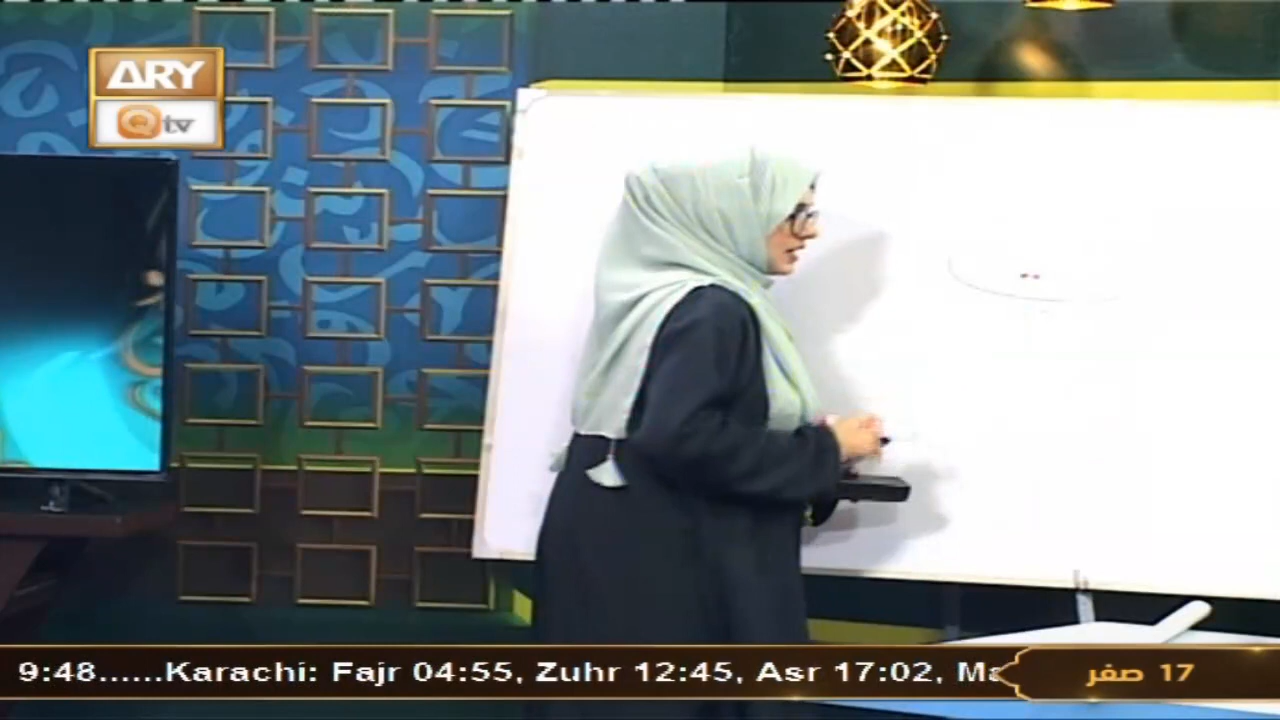 ARY
Qtv
9:48......Karachi: Fajr 04:55, Zuhr 12:45, Asr 17:02, Ma
17 صفر